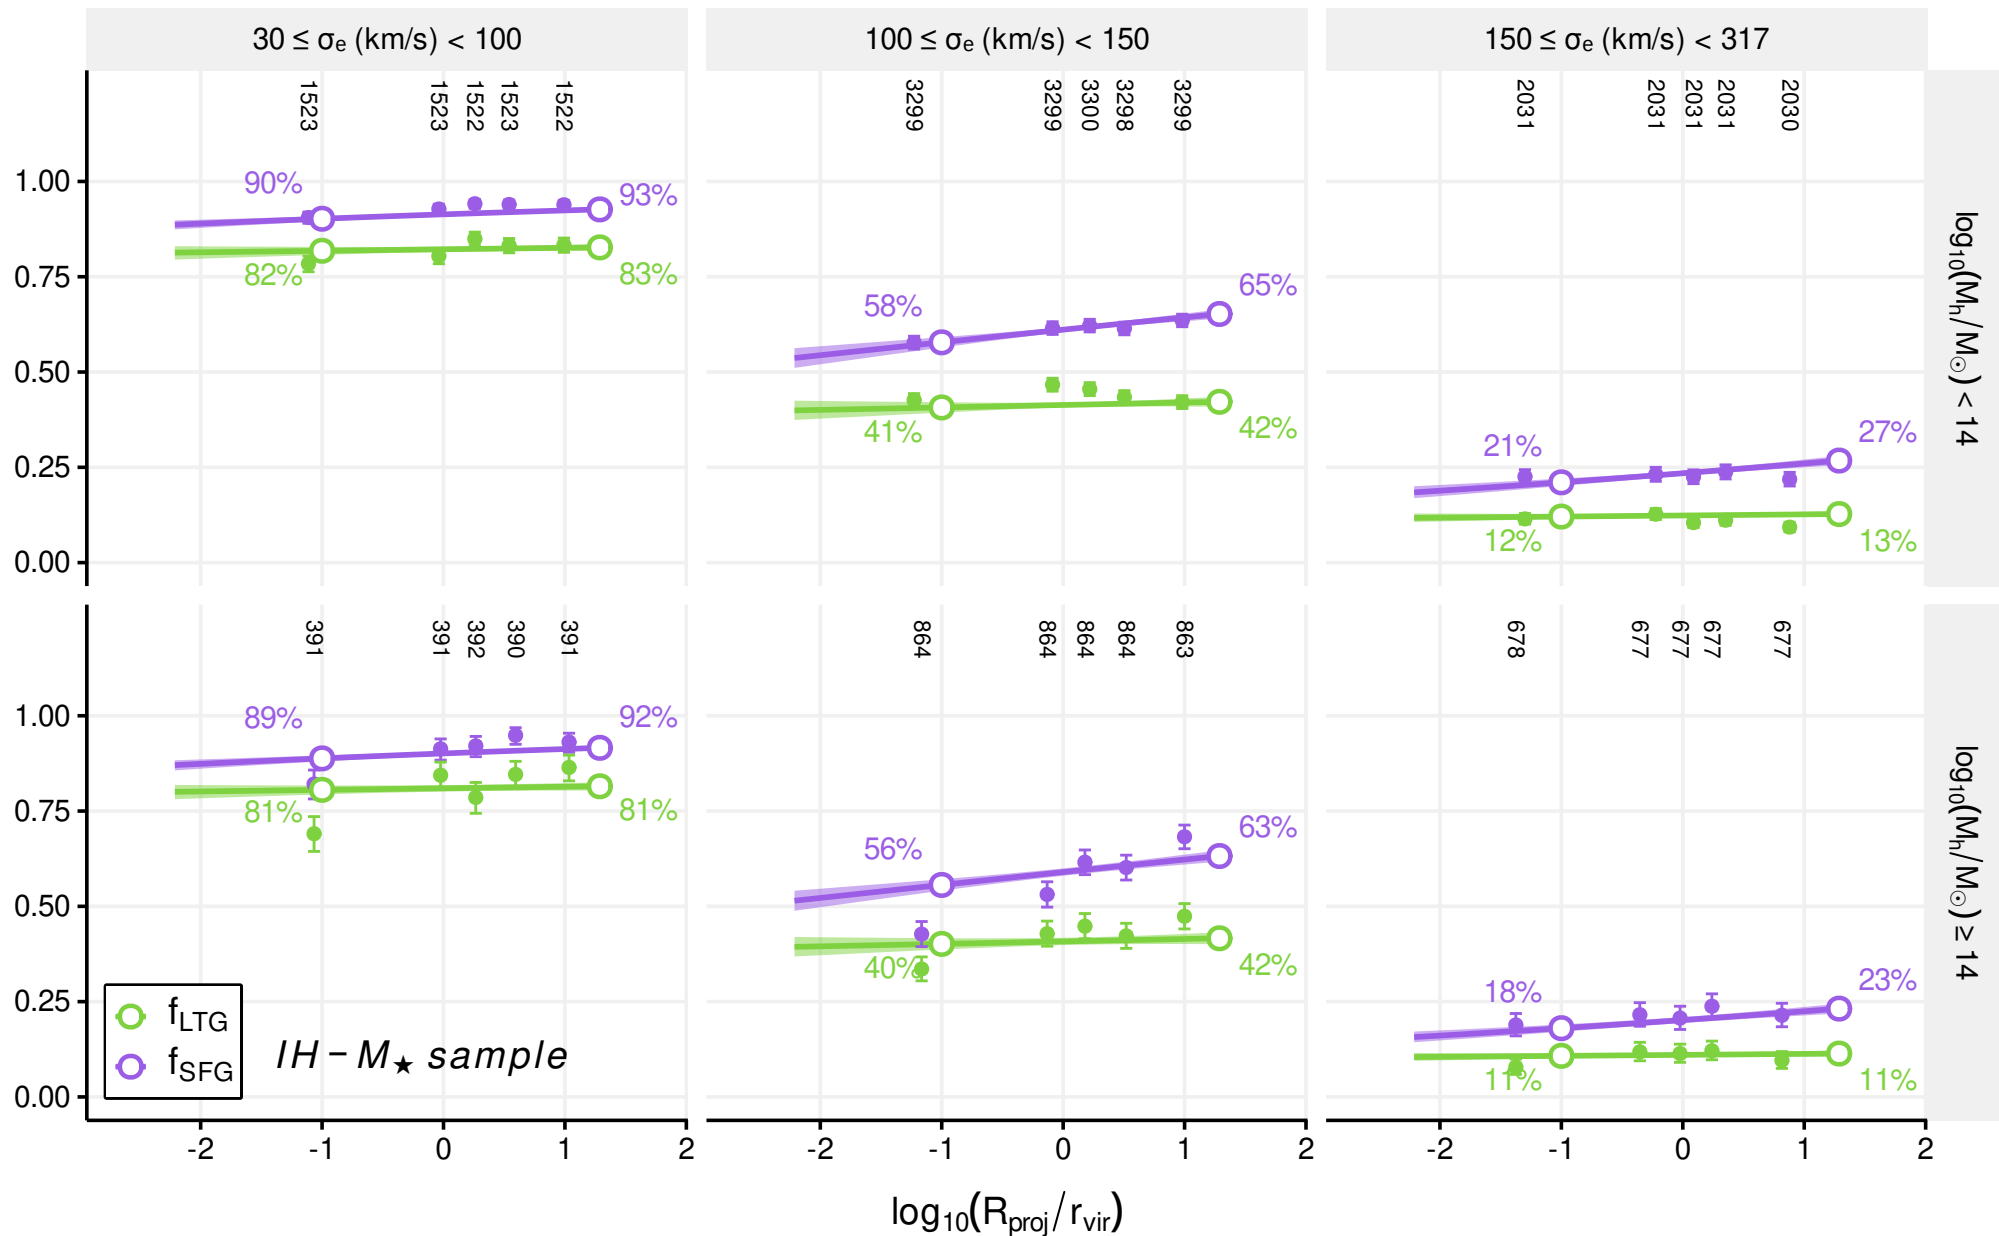 30 ≤ σe (km/s) < 100
100 ≤ σe (km/s) < 150
150 ≤ σe (km/s) < 317
1523 1523 1522 1523 1522
3299 3299 3300 3298 3299
2031 2031 2031 2031 2030
log10(Mh/M⊙) < 14
1.00
0.75
0.50
0.25
0.00
90% 93%
82% 83%
58% 65%
41% 42%
21% 27%
12% 13%
391 391 392 390 391
864 864 864 864 863
678 677 677 677 677
log10(Mh/M⊙) ≥ 14
1.00
0.75
0.50
0.25
0.00
89% 92%
81% 81%
56% 63%
40% 42%
18% 23%
11% 11%
fLTG
fSFG
IH − M★ sample
-2 -1 0 1 2
-2 -1 0 1 2
-2 -1 0 1 2
log10(Rproj/rvir)